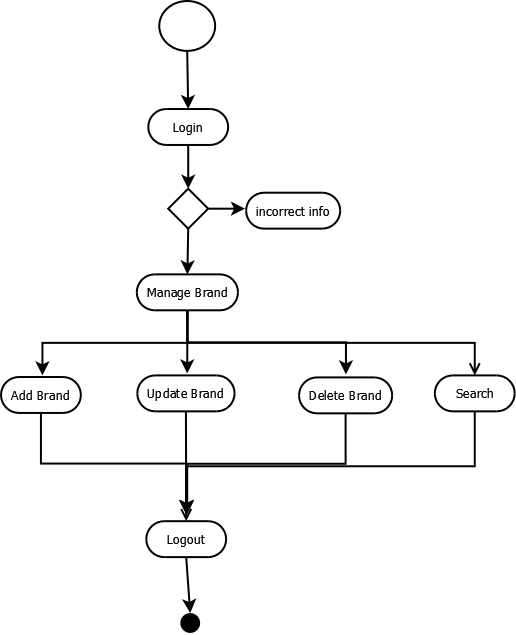 Login
incorrect info
Manage Brand
Add Brand
Update Brand
Delete Brand
Search
Logout